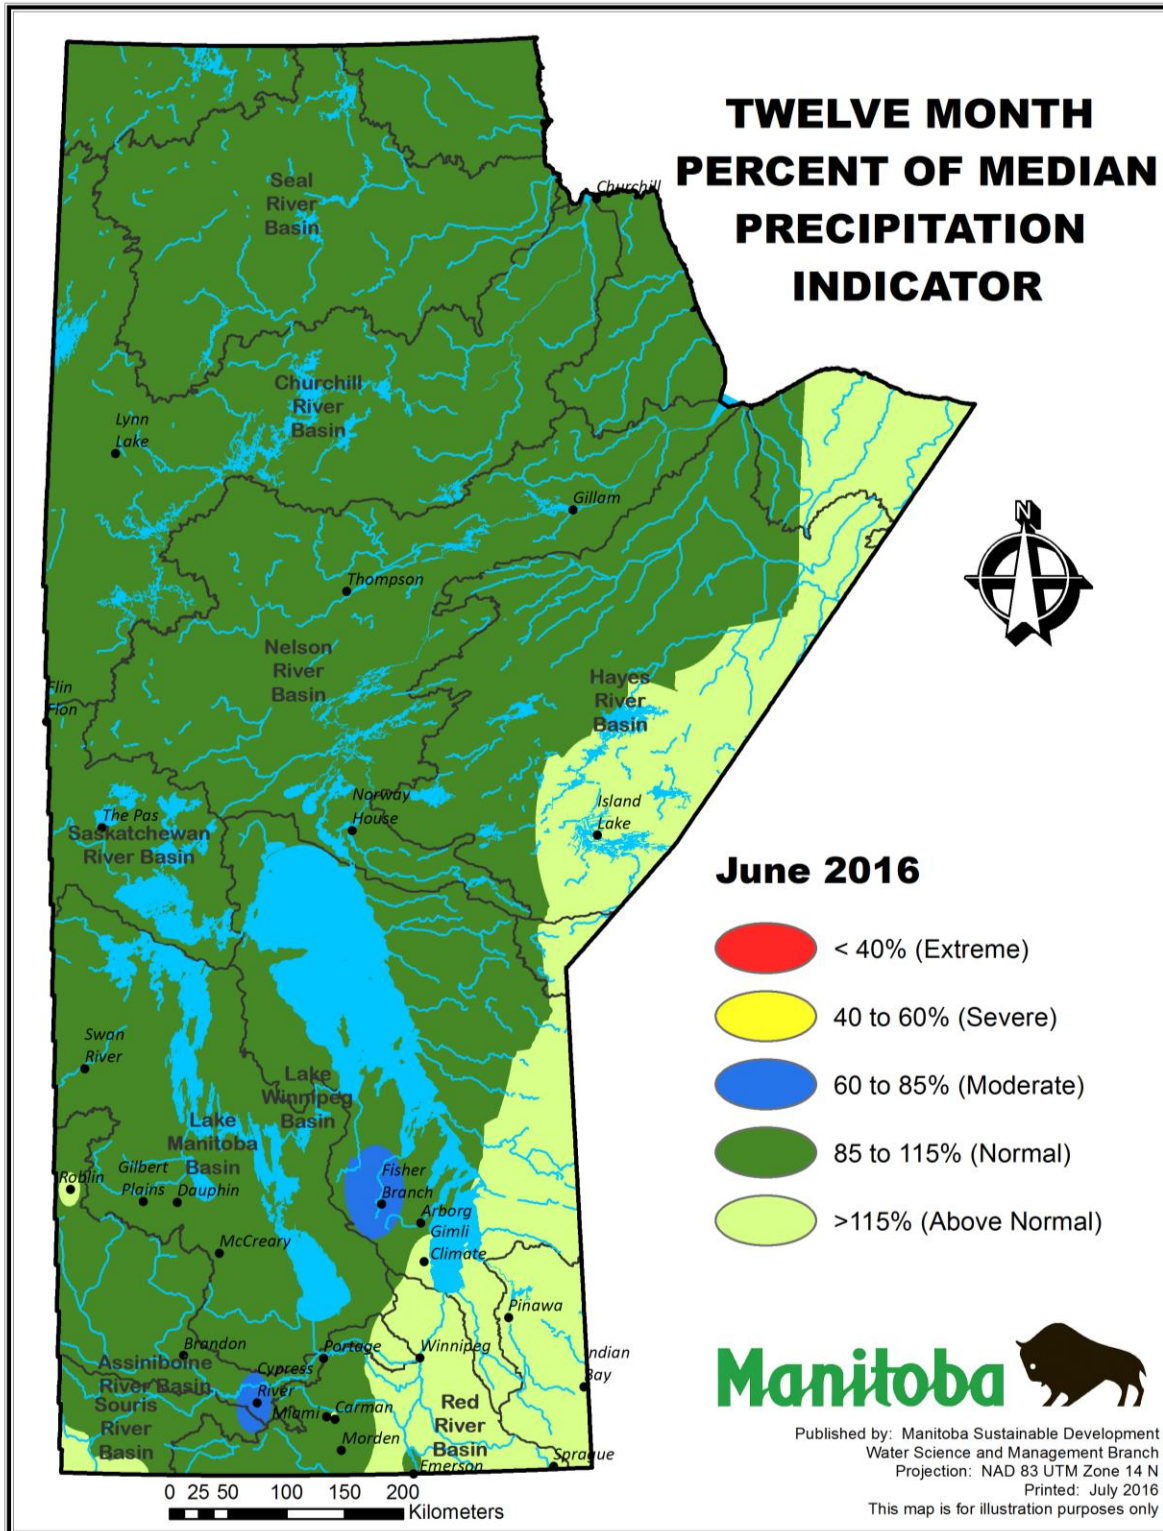 TWELVE MONTH
PERCENT OF MEDIAN
PRECIPITATION
INDICATOR
Seal
River
Basin
Churchill
Churchill
River
Basin
Lynn
Lake
Gillam
Thompson
N
Nelson
River
Basin
Hayes
River
Basin
Flin
Flon
Norway
House
Island
Lake
The Pas
Saskatchewan
River Basin
June 2016
< 40% (Extreme)
40 to 60% (Severe)
60 to 85% (Moderate)
85 to 115% (Normal)
>115% (Above Normal)
Swan
River
Lake
Winnipeg
Basin
Lake
Manitoba
Basin
Roblin
Gilbert
Plains
Dauphin
Fisher
Branch
Arborg
Gimli
Climate
McCreary
Pinawa
Brandon
Portage
Winnipeg
Indian
Bay
Assiniboine
River Basin
Cypress
River
Souris
River
Basin
Miami
Carman
Morden
Red
River
Basin
Emerson
Sprague
0 25 50 100 150 200
Kilometers
Manitoba
Published by: Manitoba Sustainable Development
Water Science and Management Branch
Projection: NAD 83 UTM Zone 14 N
Printed: July 2016
This map is for illustration purposes only